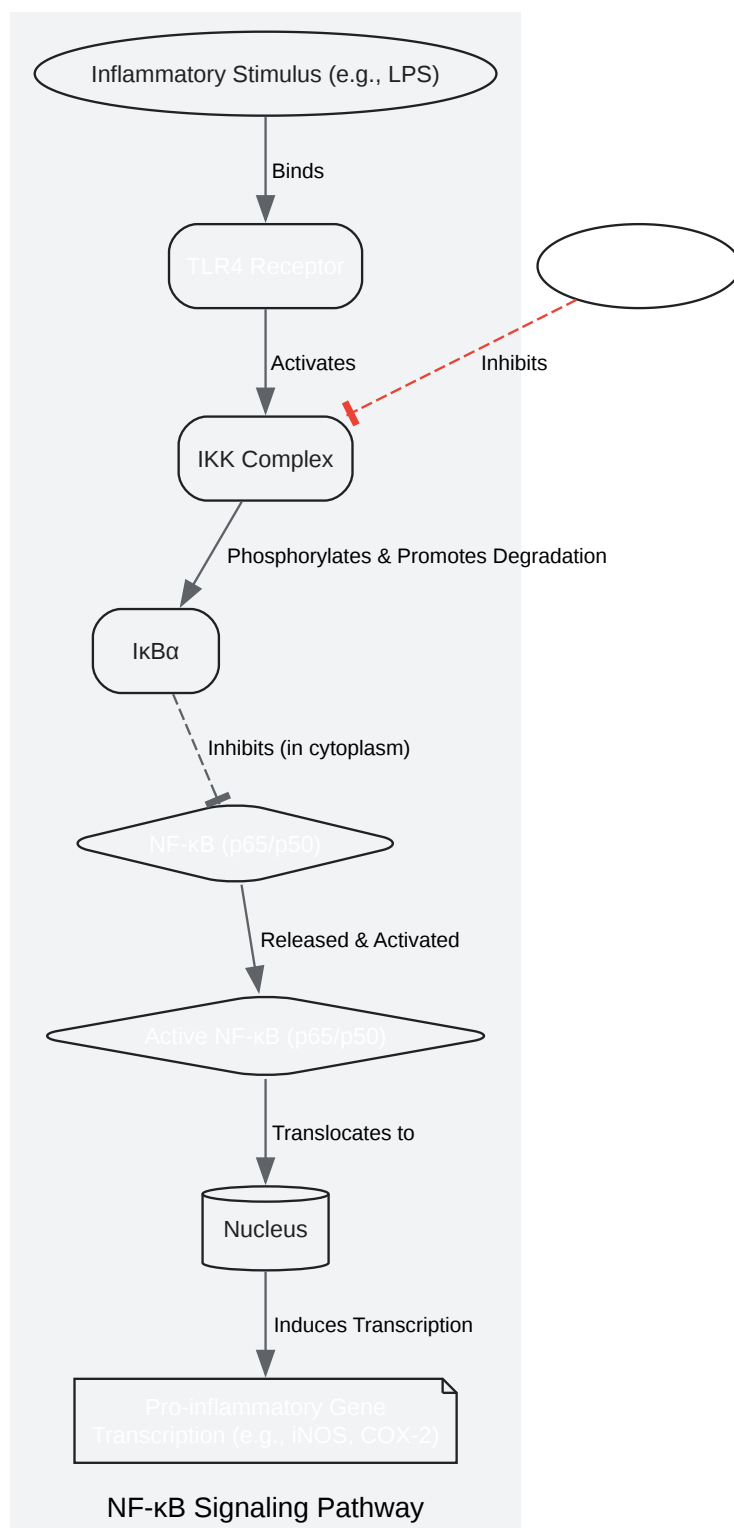 Inflammatory Stimulus (e.g., LPS)
Binds
TLR4 Receptor
Activates
Inhibits
IKK Complex
Phosphorylates & Promotes Degradation
IκBα
Inhibits (in cytoplasm)
NF-κB (p65/p50)
Released & Activated
Active NF-κB (p65/p50)
Translocates to
Nucleus
Induces Transcription
Pro-inflammatory Gene
Transcription (e.g., iNOS, COX-2)
NF-κB Signaling Pathway